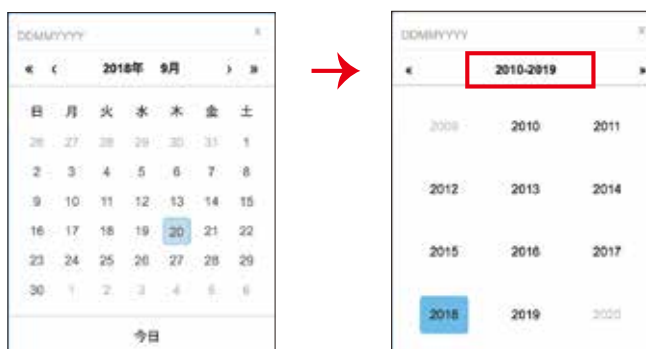 DDMMYYYY x
« ‹ 2018年 9月 › »
日 月 火 水 木 金 土
26 27 28 29 30 31 1
2 3 4 5 6 7 8
9 10 11 12 13 14 15
16 17 18 19 20 21 22
23 24 25 26 27 28 29
30 1 2 3 4 5 6
今日
DDMMYYYY x
« 2010-2019 »
2009 2010 2011
2012 2013 2014
2015 2016 2017
2018 2019 2020